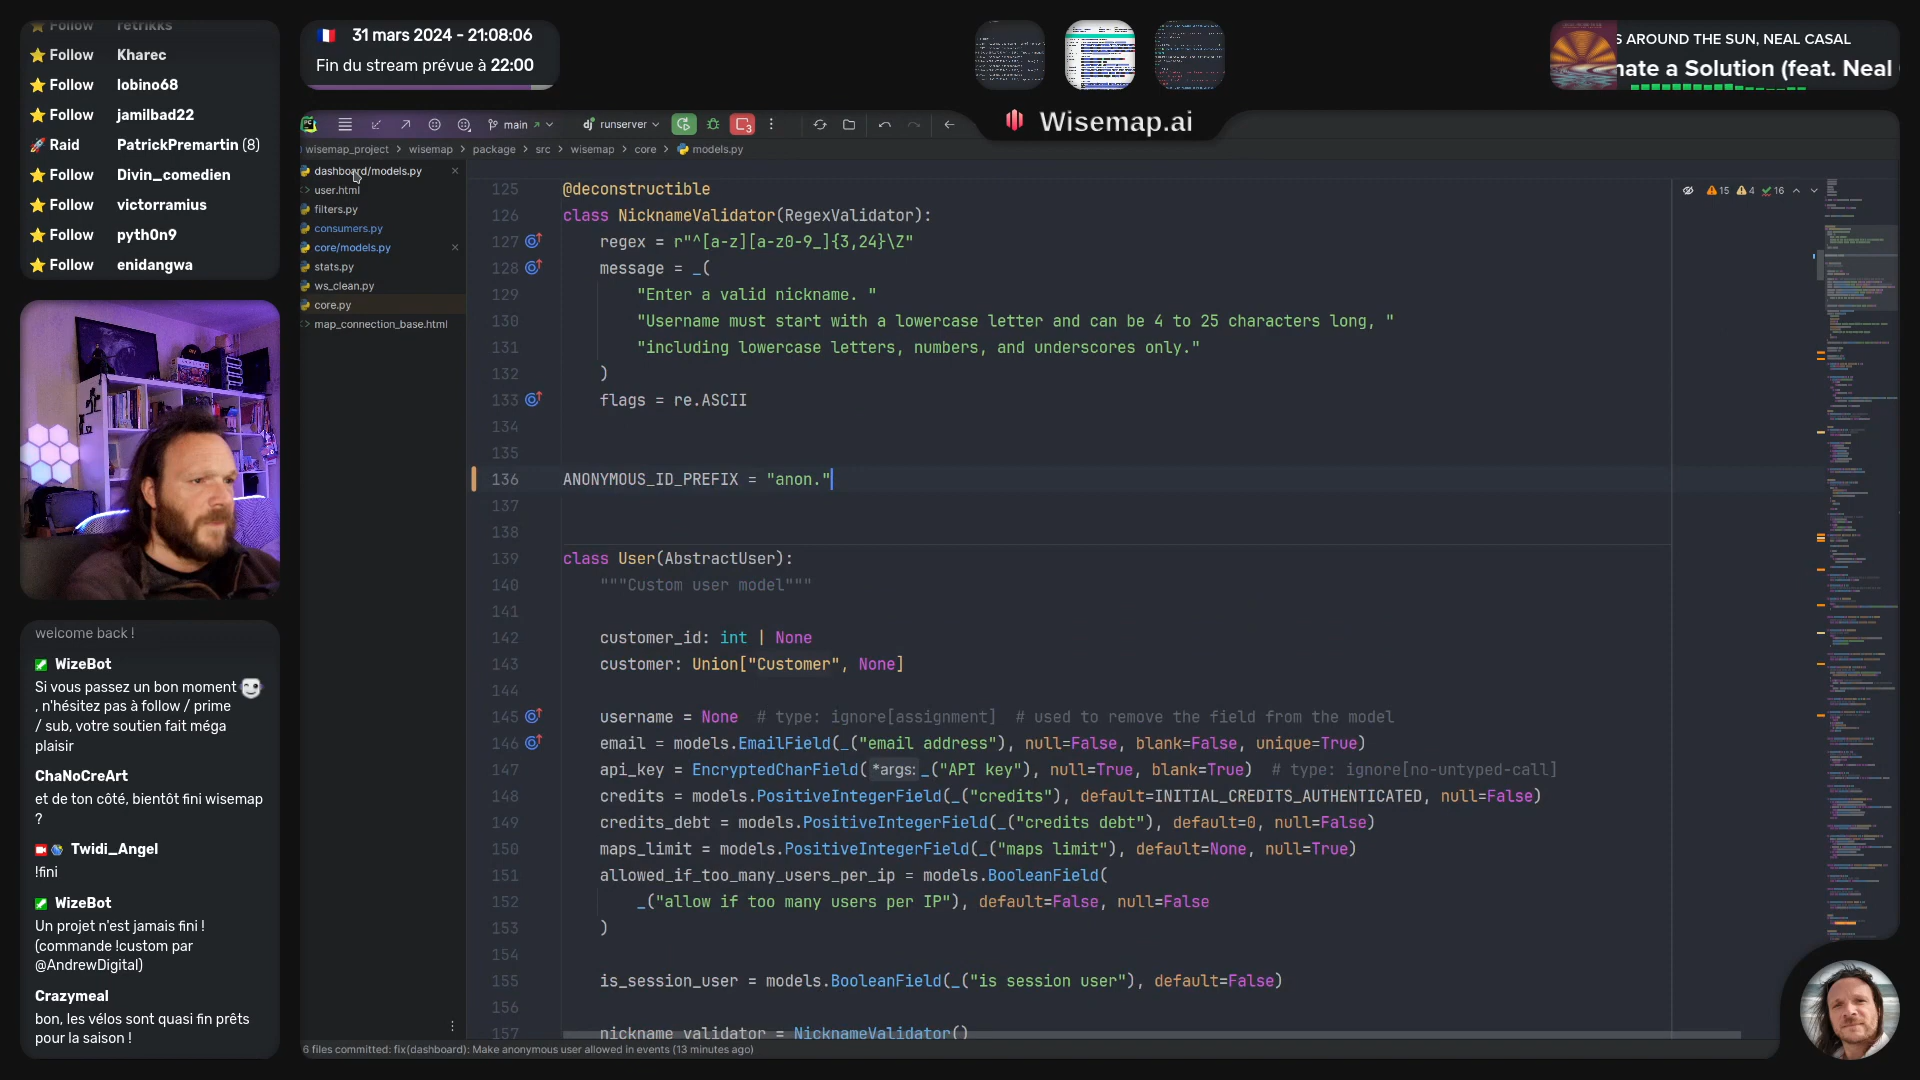 Follow retrikks
Follow Kharec
Follow lobino68
Follow jamilbad22
Raid PatrickPremartin (8)
Follow Divin_comedien
Follow victorramius
Follow pyth0n9
Follow enidangwa
31 mars 2024 - 21:08:06
Fin du stream prévue à 22:00
S AROUND THE SUN, NEAL CASAL
nate a Solution (feat. Neal
Wisemap.ai
main
dj runserver
3
wisemap_project > wisemap > package > src > wisemap > core > models.py
dashboard/models.py
user.html
filters.py
consumers.py
core/models.py
stats.py
ws_clean.py
core.py
map_connection_base.html
15 4 16
125 @deconstructible
126 class NicknameValidator(RegexValidator):
127 regex = r"^[a-z][a-z0-9_]{3,24}\Z"
128 message = _(
129 "Enter a valid nickname. "
130 "Username must start with a lowercase letter and can be 4 to 25 characters long, "
131 "including lowercase letters, numbers, and underscores only."
132 )
133 flags = re.ASCII
134
135
136 ANONYMOUS_ID_PREFIX = "anon."
137
138
139 class User(AbstractUser):
140 """Custom user model"""
141
142 customer_id: int | None
143 customer: Union["Customer", None]
144
145 username = None # type: ignore[assignment] # used to remove the field from the model
146 email = models.EmailField(_("email address"), null=False, blank=False, unique=True)
147 api_key = EncryptedCharField(*args: _("API key"), null=True, blank=True) # type: ignore[no-untyped-call]
148 credits = models.PositiveIntegerField(_("credits"), default=INITIAL_CREDITS_AUTHENTICATED, null=False)
149 credits_debt = models.PositiveIntegerField(_("credits debt"), default=0, null=False)
150 maps_limit = models.PositiveIntegerField(_("maps limit"), default=None, null=True)
151 allowed_if_too_many_users_per_ip = models.BooleanField(
152 _("allow if too many users per IP"), default=False, null=False
153 )
154
155 is_session_user = models.BooleanField(_("is session user"), default=False)
156
157 nickname_validator = NicknameValidator()
6 files committed: fix(dashboard): Make anonymous user allowed in events (13 minutes ago)
welcome back !
WizeBot
Si vous passez un bon moment
, n'hésitez pas à follow / prime
/ sub, votre soutien fait méga
plaisir
ChaNoCreArt
et de ton côté, bientôt fini wisemap
?
Twidi_Angel
!fini
WizeBot
Un projet n'est jamais fini !
(commande !custom par
@AndrewDigital)
Crazymeal
bon, les vélos sont quasi fin prêts
pour la saison !